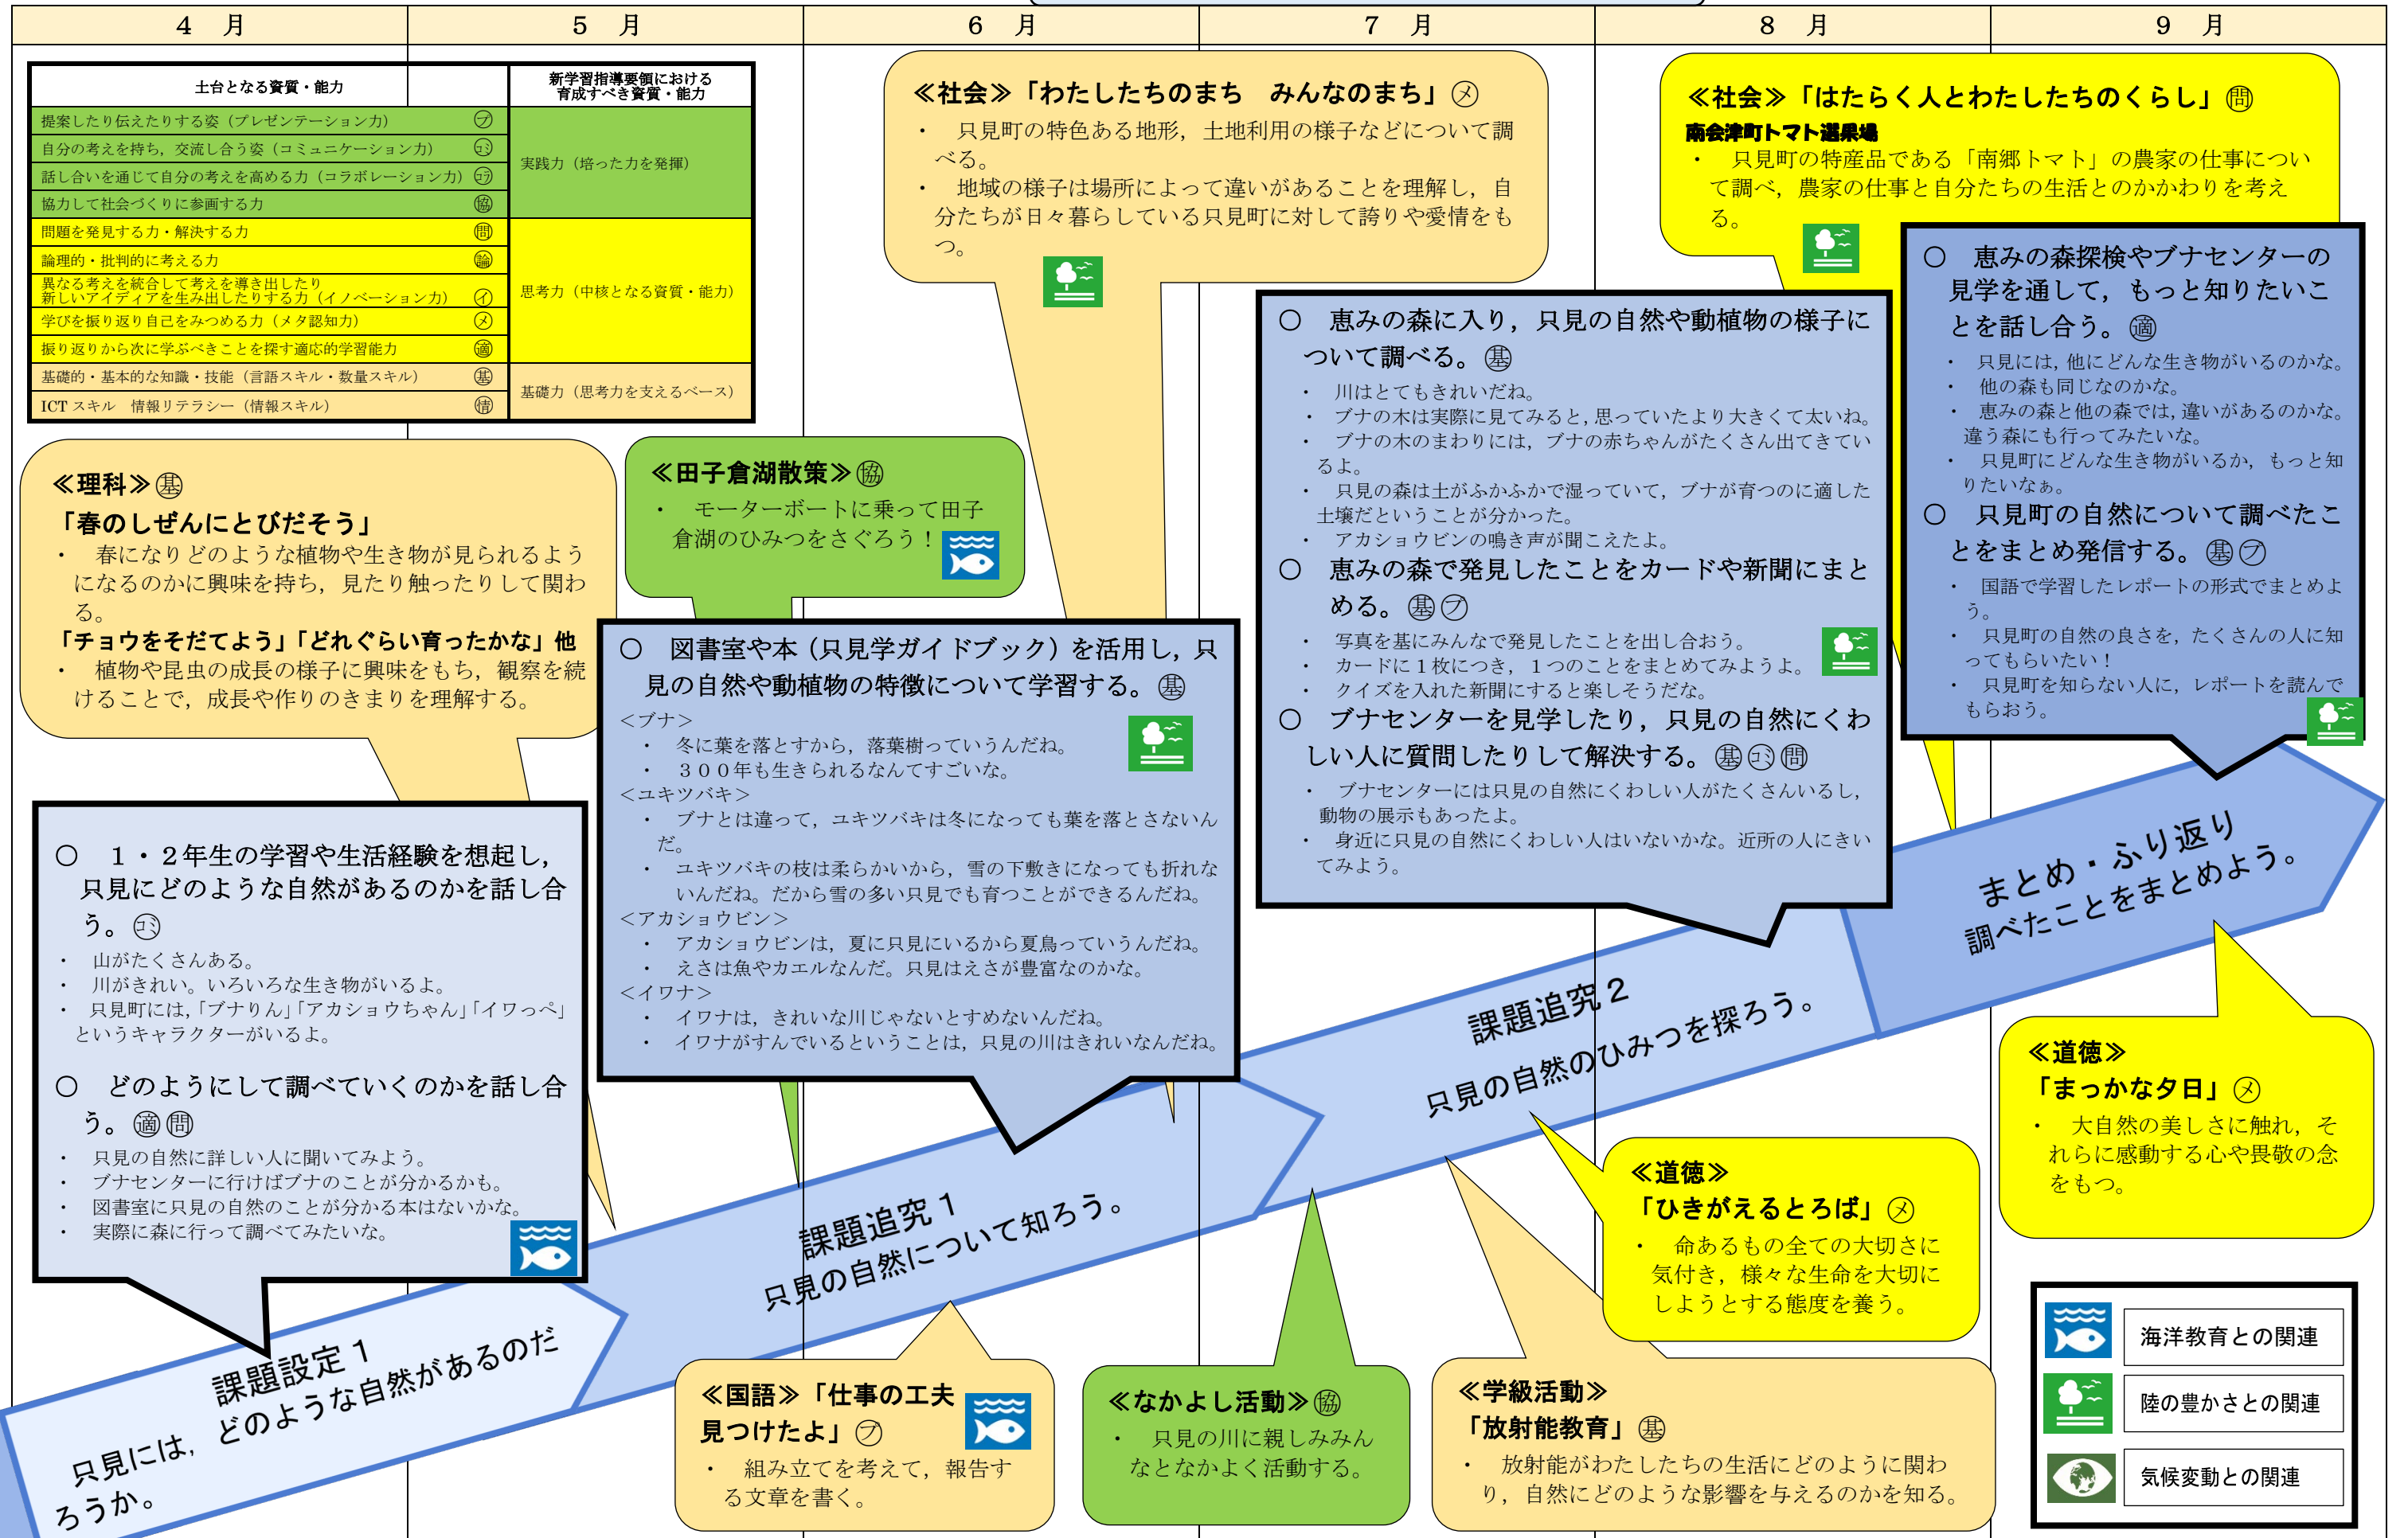 4 月
5 月
6 月
7 月
8 月
9 月
土台となる資質・能力
新学習指導要領における
育成すべき資質・能力
提案したり伝えたりする姿（プレゼンテーション力）㋫
自分の考えを持ち，交流し合う姿（コミュニケーション力）
話し合いを通じて自分の考えを高める力（コラボレーション力）
協力して社会づくりに参画する力 ㊿
実践力（培った力を発揮）
問題を発見する力・解決する力
論理的・批判的に考える力
異なる考えを統合して考えを導き出したり
新しいアイディアを生み出したりする力（イノベーション力）㋑
学びを振り返り自己をみつめる力（メタ認知力）㋱
振り返りから次に学ぶべきことを探す適応的学習能力 ㊜
思考力（中核となる資質・能力）
基礎的・基本的な知識・技能（言語スキル・数量スキル）
ICTスキル 情報リテラシー（情報スキル）
基礎力（思考力を支えるベース）
≪理科≫基
「春のしぜんにとびだそう」
・ 春になりどのような植物や生き物が見られるよう
になるのかに興味を持ち，見たり触ったりして関わ
る。
「チョウをそだてよう」「どれぐらい育ったかな」他
・ 植物や昆虫の成長の様子に興味をもち，観察を続
けることで，成長や作りのきまりを理解する。
≪田子倉湖散策≫協
・ モーターボートに乗って田子
倉湖のひみつをさぐろう！
≪社会≫「わたしたちのまち みんなのまち」㋱
・ 只見町の特色ある地形，土地利用の様子などについて調
べる。
・ 地域の様子は場所によって違いがあることを理解し，自
分たちが日々暮らしている只見町に対して誇りや愛情をも
つ。
≪社会≫「はたらく人とわたしたちのくらし」問
南会津町トマト選果場
・ 只見町の特産品である「南郷トマト」の農家の仕事につい
て調べ，農家の仕事と自分たちの生活とのかかわりを考え
る。
○ １・２年生の学習や生活経験を想起し，
只見にどのような自然があるのかを話し合
う。コミ
・ 山がたくさんある。
・ 川がきれい。いろいろな生き物がいるよ。
・ 只見町には，「ブナりん」「アカショウちゃん」「イワっペ」
というキャラクターがいるよ。
○ どのようにして調べていくのかを話し合
う。㊜問
・ 只見の自然に詳しい人に聞いてみよう。
・ ブナセンターに行けばブナのことが分かるかも。
・ 図書室に只見の自然のことが分かる本はないかな。
・ 実際に森に行って調べてみたいな。
○ 図書室や本（只見学ガイドブック）を活用し，只
見の自然や動植物の特徴について学習する。基
＜ブナ＞
・ 冬に葉を落とすから，落葉樹っていうんだね。
・ ３００年も生きられるなんてすごいな。
＜ユキツバキ＞
・ ブナとは違って，ユキツバキは冬になっても葉を落とさないん
だ。
・ ユキツバキの枝は柔らかいから，雪の下敷きになっても折れな
いんだね。だから雪の多い只見でも育つことができるんだね。
＜アカショウビン＞
・ アカショウビンは，夏に只見にいるから夏鳥っていうんだね。
・ えさは魚やカエルなんだ。只見はえさが豊富なのかな。
＜イワナ＞
・ イワナは，きれいな川じゃないとすめないんだね。
・ イワナがすんでいるということは，只見の川はきれいなんだね。
○ 恵みの森に入り，只見の自然や動植物の様子に
ついて調べる。基
・ 川はとてもきれいだね。
・ ブナの木は実際に見てみると，思っていたより大きくて太いね。
・ ブナの木のまわりには，ブナの赤ちゃんがたくさん出てきてい
るよ。
・ 只見の森は土がふかふかで湿っていて，ブナが育つのに適した
土壌だということが分かった。
・ アカショウビンの鳴き声が聞こえたよ。
○ 恵みの森で発見したことをカードや新聞にまと
める。基プ
・ 写真を基にみんなで発見したことを出し合おう。
・ カードに１枚につき，１つのことをまとめてみようよ。
・ クイズを入れた新聞にすると楽しそうだな。
○ ブナセンターを見学したり，只見の自然にくわ
しい人に質問したりして解決する。基コミ問
・ ブナセンターには只見の自然にくわしい人がたくさんいるし，
動物の展示もあったよ。
・ 身近に只見の自然にくわしい人はいないかな。近所の人にきい
てみよう。
○ 恵みの森探検やブナセンターの
見学を通して，もっと知りたいこ
とを話し合う。㊜
・ 只見には，他にどんな生き物がいるのかな。
・ 他の森も同じなのかな。
・ 恵みの森と他の森では，違いがあるのかな。
違う森にも行ってみたいな。
・ 只見町にどんな生き物がいるか，もっと知
りたいなぁ。
○ 只見町の自然について調べたこ
とをまとめ発信する。基プ
・ 国語で学習したレポートの形式でまとめよ
う。
・ 只見町の自然の良さを，たくさんの人に知
ってもらいたい！
・ 只見町を知らない人に，レポートを読んで
もらおう。
課題設定１
只見には，どのような自然があるのだ
ろうか。
課題追究１
只見の自然について知ろう。
課題追究２
只見の自然のひみつを探ろう。
まとめ・ふり返り
調べたことをまとめよう。
≪国語≫「仕事の工夫
見つけたよ」プ
・ 組み立てを考えて，報告す
る文章を書く。
≪なかよし活動≫協
・ 只見の川に親しみみん
なとなかよく活動する。
≪学級活動≫
「放射能教育」基
・ 放射能がわたしたちの生活にどのように関わ
り，自然にどのような影響を与えるのかを知る。
≪道徳≫
「ひきがえるとろば」㋱
・ 命あるもの全ての大切さに
気付き，様々な生命を大切に
しようとする態度を養う。
≪道徳≫
「まっかな夕日」㋱
・ 大自然の美しさに触れ，そ
れらに感動する心や畏敬の念
をもつ。
海洋教育との関連
陸の豊かさとの関連
気候変動との関連